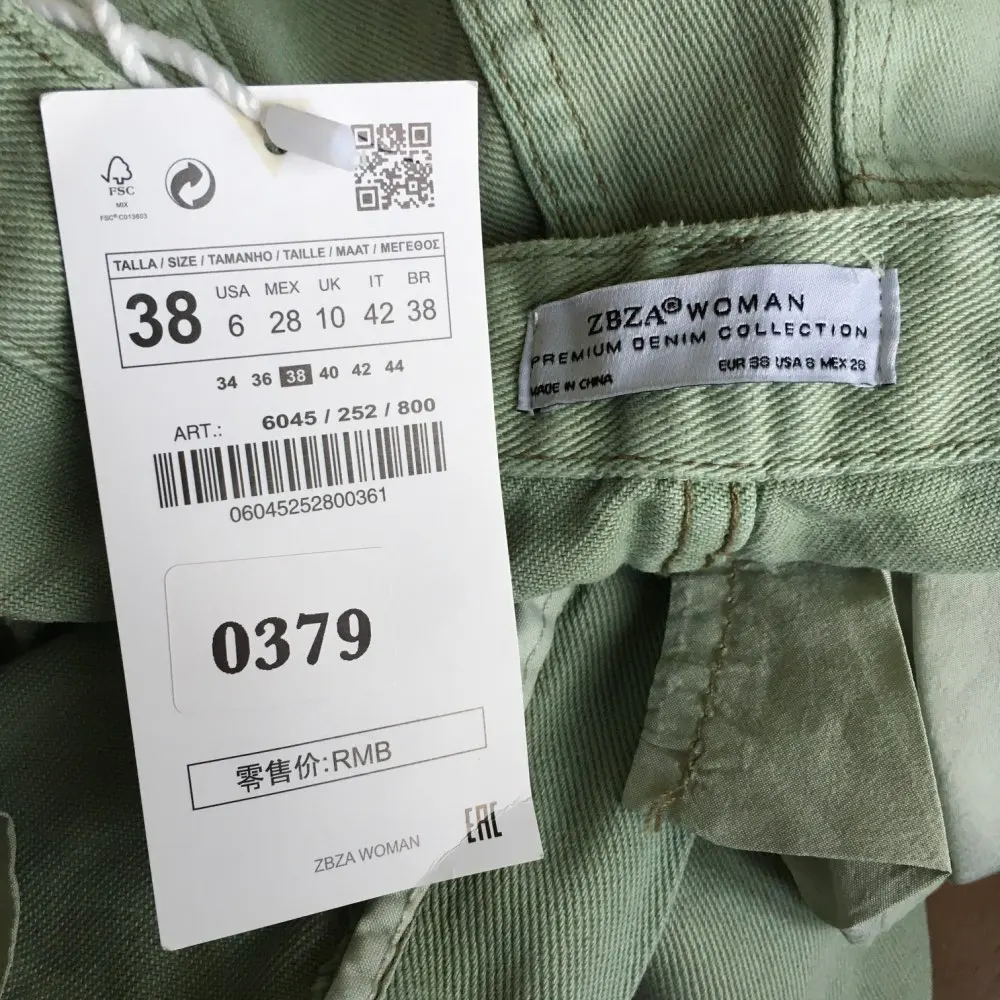 FSC
MIX
FSC® C013603
TALLA / SIZE / TAMANHO / TAILLE / MAAT / ΜΕΓΕΘΟΣ
38
USA MEX UK IT BR
6 28 10 42 38
34 36 38 40 42 44
ART.: 6045 / 252 / 800
06045252800361
0379
零售价:RMB
EAC
ZBZA WOMAN
ZBZA® WOMAN
PREMIUM DENIM COLLECTION
EUR 38 USA 6 MEX 28
MADE IN CHINA